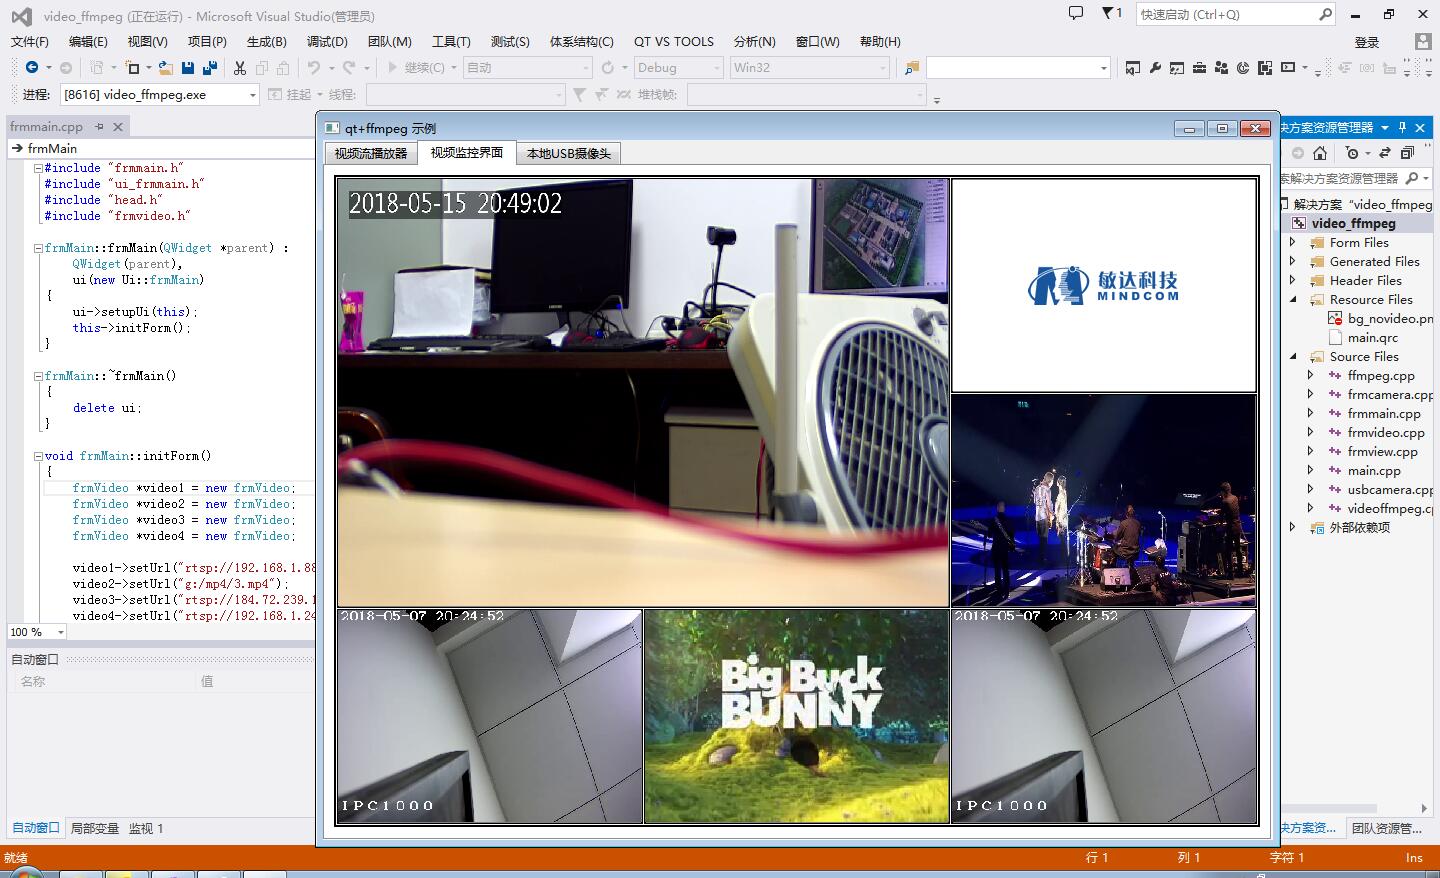 video_ffmpeg (正在运行) - Microsoft Visual Studio(管理员)
1
快速启动 (Ctrl+Q)
文件(F) 编辑(E) 视图(V) 项目(P) 生成(B) 调试(D) 团队(M) 工具(T) 测试(S) 体系结构(C) QT VS TOOLS 分析(N) 窗口(W) 帮助(H)
登录
继续(C) 自动 Debug Win32
进程: [8616] video_ffmpeg.exe 挂起 线程: 堆栈帧:
frmmain.cpp
frmMain
#include "frmmain.h"
#include "ui_frmmain.h"
#include "head.h"
#include "frmvideo.h"
frmMain::frmMain(QWidget *parent) :
QWidget(parent),
ui(new Ui::frmMain)
{
ui->setupUi(this);
this->initForm();
}
frmMain::~frmMain()
{
delete ui;
}
void frmMain::initForm()
{
frmVideo *video1 = new frmVideo;
frmVideo *video2 = new frmVideo;
frmVideo *video3 = new frmVideo;
frmVideo *video4 = new frmVideo;
video1->setUrl("rtsp://192.168.1.88
video2->setUrl("g:/mp4/3.mp4");
video3->setUrl("rtsp://184.72.239.1
video4->setUrl("rtsp://192.168.1.24
100 %
自动窗口
名称 值
自动窗口 局部变量 监视 1
qt+ffmpeg 示例
视频流播放器 视频监控界面 本地USB摄像头
2018-05-15 20:49:02
敏达科技
MINDCOM
2018-05-07 20:24:52
IPC1000
Big Buck
BUNNY
2018-05-07 20:24:52
IPC1000
决方案资源管理器
索解决方案资源管理器
解决方案 "video_ffmpeg
video_ffmpeg
Form Files
Generated Files
Header Files
Resource Files
bg_novideo.pn
main.qrc
Source Files
ffmpeg.cpp
frmcamera.cpp
frmmain.cpp
frmvideo.cpp
frmview.cpp
main.cpp
usbcamera.cpp
videoffmpeg.cp
外部依赖项
决方案资... 团队资源管...
就绪 行 1 列 1 字符 1 Ins